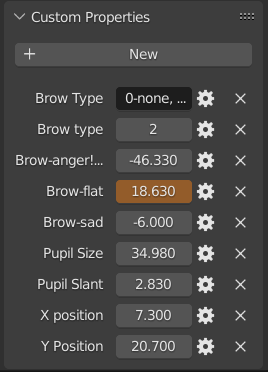 Custom Properties
New
Brow Type 0-none, ...
Brow type 2
Brow-anger!... -46.330
Brow-flat 18.630
Brow-sad -6.000
Pupil Size 34.980
Pupil Slant 2.830
X position 7.300
Y Position 20.700